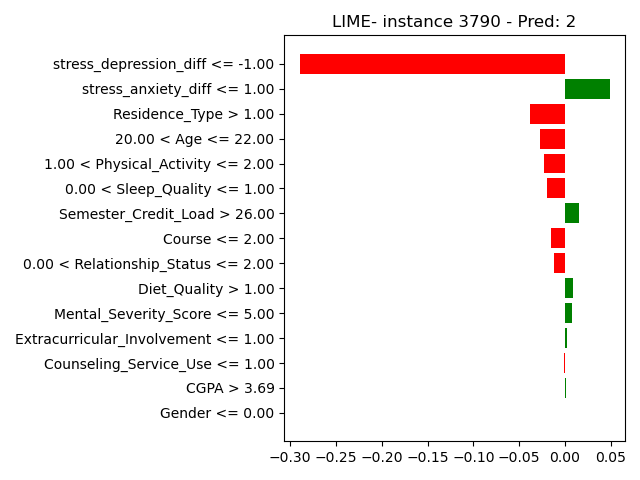 LIME- instance 3790 - Pred: 2
stress_depression_diff <= -1.00
stress_anxiety_diff <= 1.00
Residence_Type > 1.00
20.00 < Age <= 22.00
1.00 < Physical_Activity <= 2.00
0.00 < Sleep_Quality <= 1.00
Semester_Credit_Load > 26.00
Course <= 2.00
0.00 < Relationship_Status <= 2.00
Diet_Quality > 1.00
Mental_Severity_Score <= 5.00
Extracurricular_Involvement <= 1.00
Counseling_Service_Use <= 1.00
CGPA > 3.69
Gender <= 0.00
−0.30 −0.25 −0.20 −0.15 −0.10 −0.05 0.00 0.05